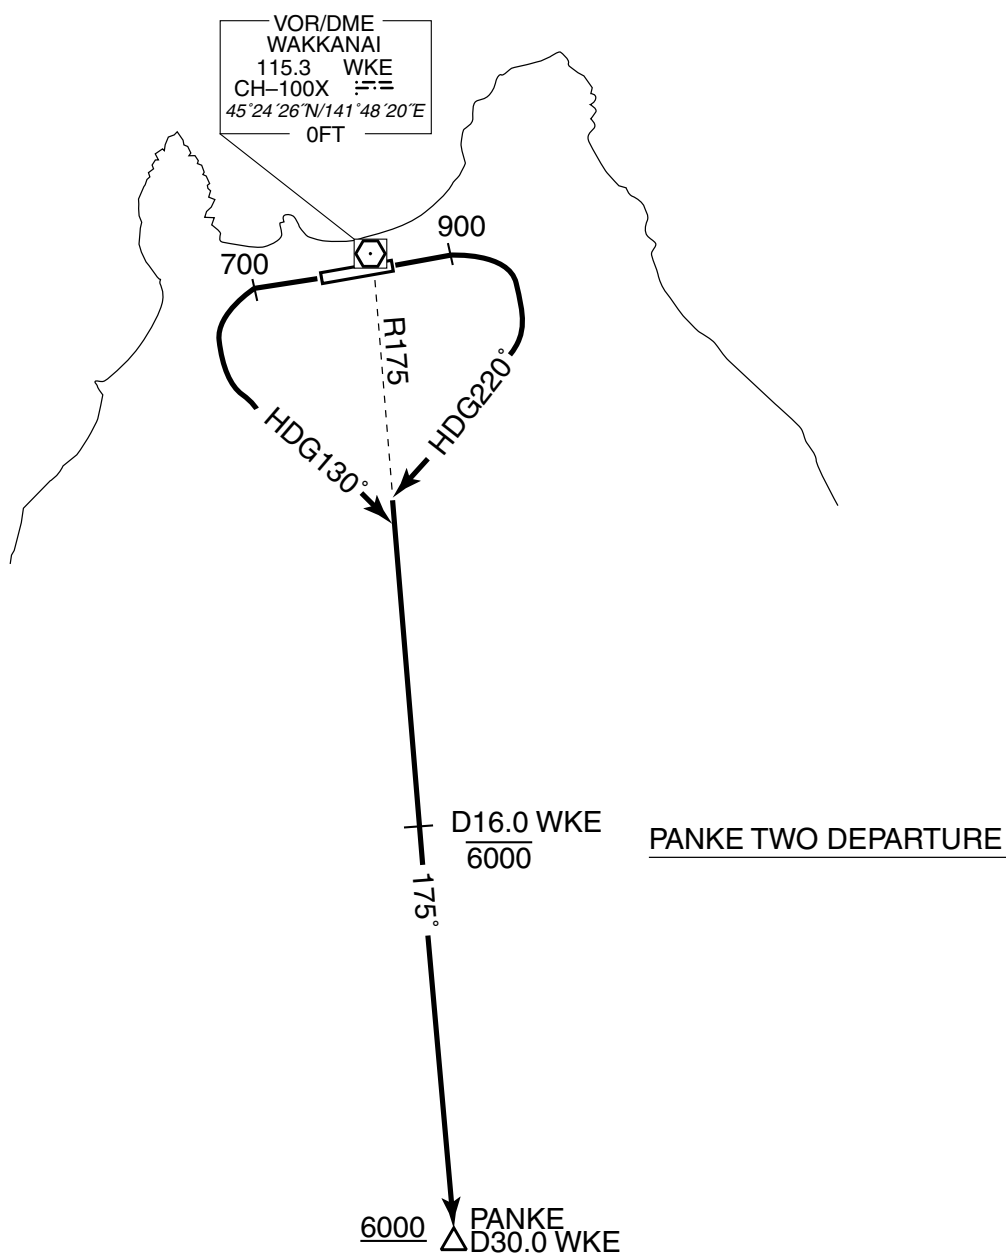 VOR/DME
WAKKANAI
115.3 WKE
CH–100X
45°24´26˝N/141°48´20˝E
0FT
700
900
R175
HDG220°
HDG130°
D16.0 WKE
6000
PANKE TWO DEPARTURE
175°
6000
PANKE
D30.0 WKE